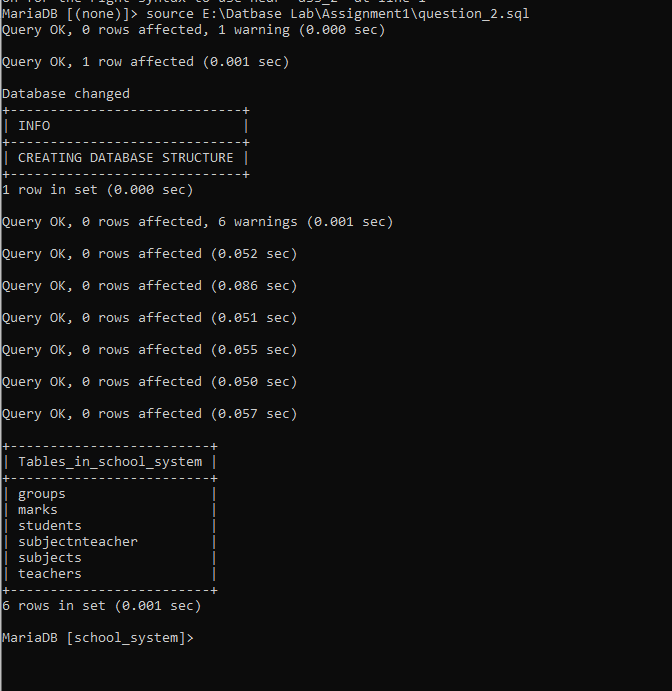 MariaDB [(none)]> source E:\Datbase Lab\Assignment1\question_2.sql
Query OK, 0 rows affected, 1 warning (0.000 sec)
Query OK, 1 row affected (0.001 sec)
Database changed
+-----------------------------+
| INFO                        |
+-----------------------------+
| CREATING DATABASE STRUCTURE |
+-----------------------------+
1 row in set (0.000 sec)
Query OK, 0 rows affected, 6 warnings (0.001 sec)
Query OK, 0 rows affected (0.052 sec)
Query OK, 0 rows affected (0.086 sec)
Query OK, 0 rows affected (0.051 sec)
Query OK, 0 rows affected (0.055 sec)
Query OK, 0 rows affected (0.050 sec)
Query OK, 0 rows affected (0.057 sec)
+-------------------------+
| Tables_in_school_system |
+-------------------------+
| groups                  |
| marks                   |
| students                |
| subjectnteacher         |
| subjects                |
| teachers                |
+-------------------------+
6 rows in set (0.001 sec)
MariaDB [school_system]>